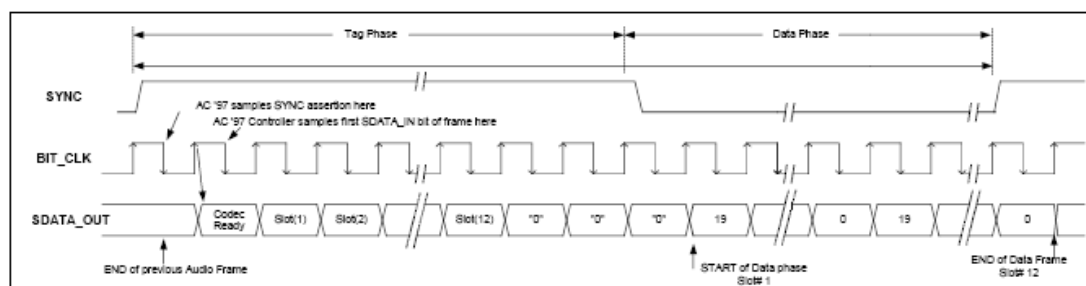 Tag Phase
Data Phase
SYNC
AC '97 samples SYNC assertion here
AC '97 Controller samples first SDATA_IN bit of frame here
BIT_CLK
SDATA_OUT
Codec
Ready
Slot(1)
Slot(2)
Slot(12)
"0"
"0"
"0"
19
0
19
0
END of previous Audio Frame
START of Data phase
Slot# 1
END of Data Frame
Slot# 12